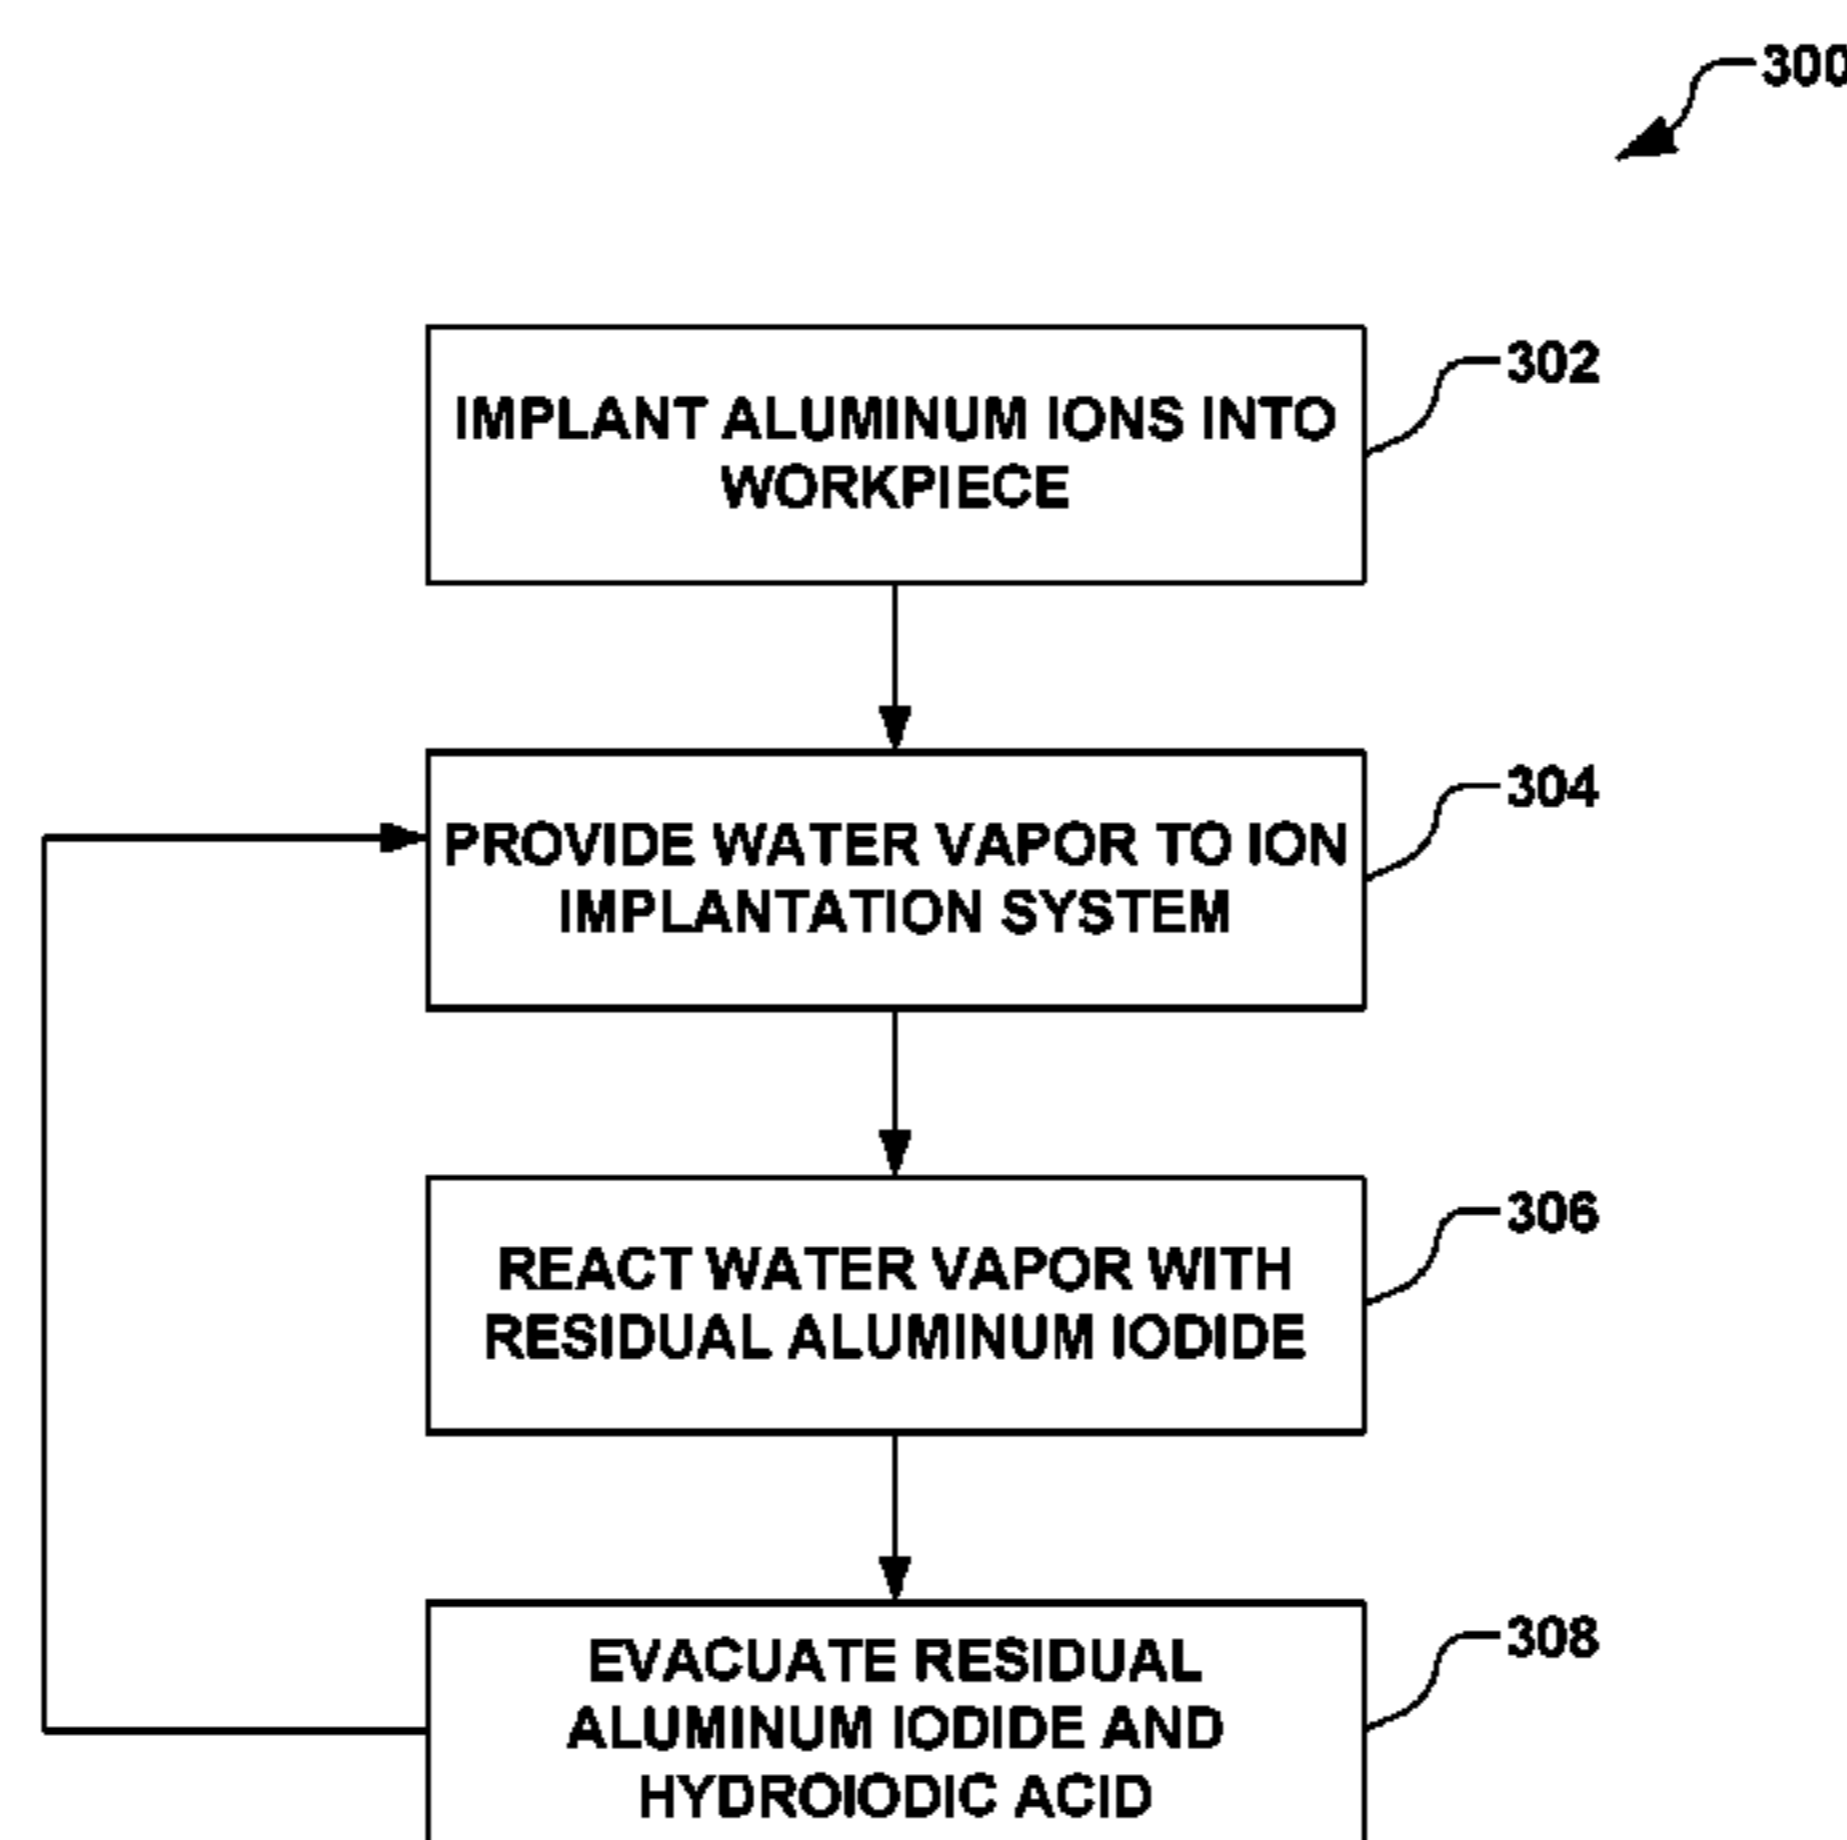 300
IMPLANT ALUMINUM IONS INTO
WORKPIECE
302
PROVIDE WATER VAPOR TO ION
IMPLANTATION SYSTEM
304
REACT WATER VAPOR WITH
RESIDUAL ALUMINUM IODIDE
306
EVACUATE RESIDUAL
ALUMINUM IODIDE AND
HYDROIODIC ACID
308